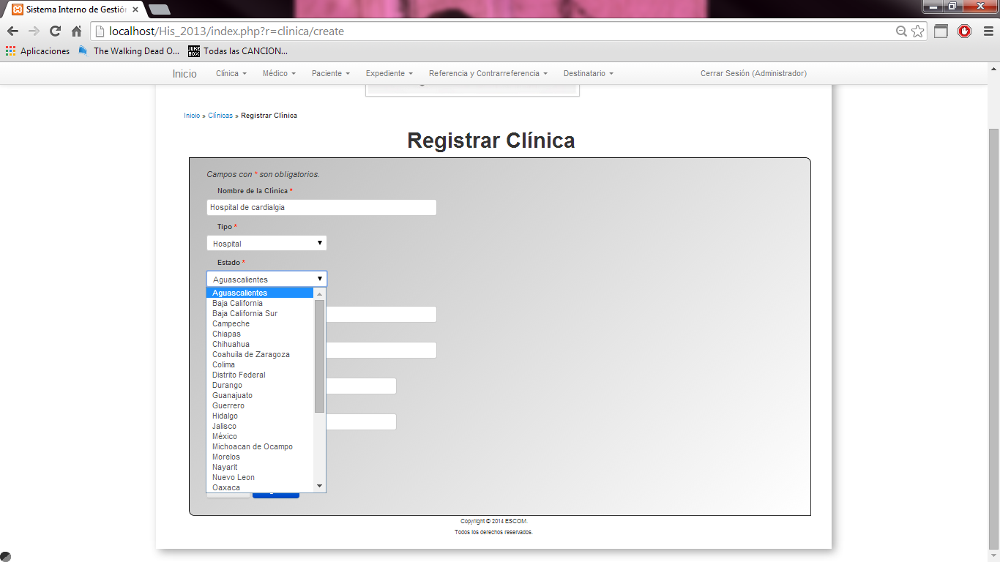 Sistema Interno de Gestión
localhost/His_2013/index.php?r=clinica/create
Aplicaciones The Walking Dead O... JUKE BOX Todas las CANCION...
Inicio Clínica Médico Paciente Expediente Referencia y Contrarreferencia Destinatario Cerrar Sesión (Administrador)
Inicio » Clínicas » Registrar Clínica
Registrar Clínica
Campos con * son obligatorios.
Nombre de la Clínica *
Hospital de cardialgia
Tipo *
Hospital
Estado *
Aguascalientes
Aguascalientes
Baja California
Baja California Sur
Campeche
Chiapas
Chihuahua
Coahuila de Zaragoza
Colima
Distrito Federal
Durango
Guanajuato
Guerrero
Hidalgo
Jalisco
México
Michoacan de Ocampo
Morelos
Nayarit
Nuevo Leon
Oaxaca
Copyright © 2014 ESCOM.
Todos los derechos reservados.